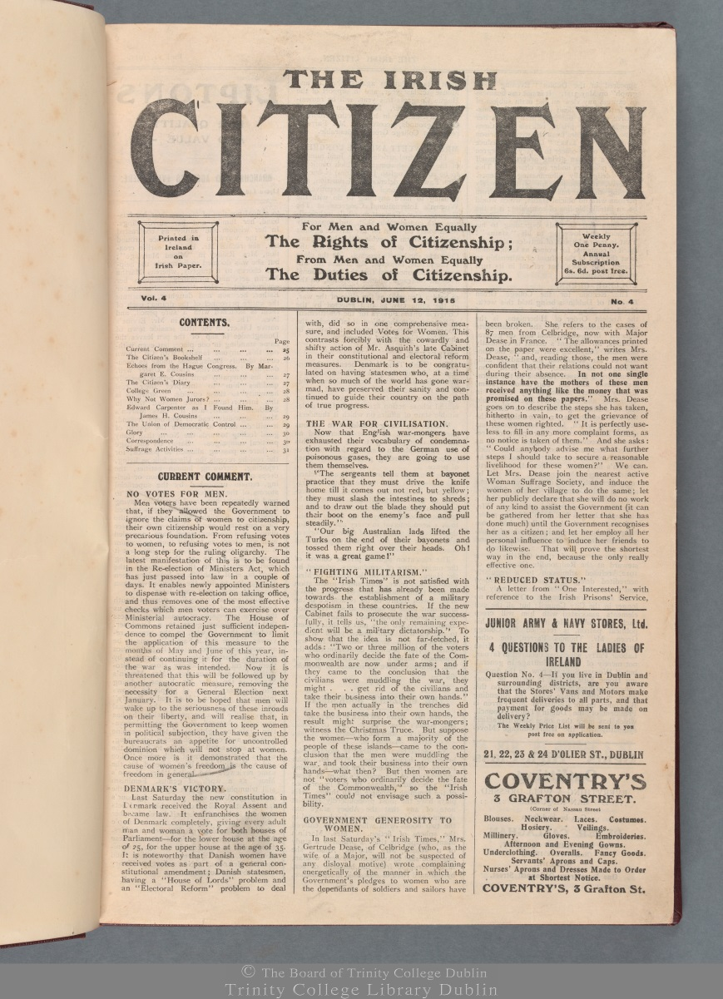 THE IRISH
CITIZEN
Printed in
Ireland
on
Irish Paper.
For Men and Women Equally
The Rights of Citizenship;
From Men and Women Equally
The Duties of Citizenship.
Weekly
One Penny.
Annual
Subscription
6s. 6d. post free.
Vol. 4
DUBLIN, JUNE 12, 1915
No. 4
CONTENTS.
Page
Current Comment ... ... ... ... 25
The Citizen's Bookshelf ... ... ... 26
Echoes from the Hague Congress. By Mar-
garet E. Cousins ... ... ... 27
The Citizen's Diary ... ... ... 27
College Green ... ... ... ... 28
Why Not Women Jurors? ... ... ... 28
Edward Carpenter as I Found Him. By
James H. Cousins ... ... ... 29
The Union of Democratic Control ... ... 29
Glory ... ... ... ... ... 30
Correspondence ... ... ... ... 30
Suffrage Activities ... ... ... ... 31
CURRENT COMMENT.
NO VOTES FOR MEN.
Men voters have been repeatedly warned
that, if they allowed the Government to
ignore the claims of women to citizenship,
their own citizenship would rest on a very
precarious foundation. From refusing votes
to women, to refusing votes to men, is not
a long step for the ruling oligarchy. The
latest manifestation of this is to be found
in the Re-election of Ministers Act, which
has just passed into law in a couple of
days. It enables newly appointed Ministers
to dispense with re-election on taking office,
and thus removes one of the most effective
checks which men voters can exercise over
Ministerial autocracy. The House of
Commons retained just sufficient indepen-
dence to compel the Government to limit
the application of this measure to the
months of May and June of this year, in-
stead of continuing it for the duration of
the war as was intended. Now it is
threatened that this will be followed up by
another autocratic measure, removing the
necessity for a General Election next
January. It is to be hoped that men will
wake up to the seriousness of these inroads
on their liberty, and will realise that, in
permitting the Government to keep women
in political subjection, they have given the
bureaucrats an appetite for uncontrolled
dominion which will not stop at women.
Once more is it demonstrated that the
cause of women's freedom is the cause of
freedom in general.
DENMARK'S VICTORY.
Last Saturday the new constitution in
Denmark received the Royal Assent and
became law. It enfranchises the women
of Denmark completely, giving every adult
man and woman a vote for both houses of
Parliament—for the lower house at the age
of 25, for the upper house at the age of 35.
It is noteworthy that Danish women have
received votes as part of a general con-
stitutional amendment; Danish statesmen,
having a "House of Lords" problem and
an "Electoral Reform" problem to deal
with, did so in one comprehensive mea-
sure, and included Votes for Women. This
contrasts forcibly with the cowardly and
shifty action of Mr. Asquith's late Cabinet
in their constitutional and electoral reform
measures. Denmark is to be congratu-
lated on having statesmen who, at a time
when so much of the world has gone war-
mad, have preserved their sanity and con-
tinued to guide their country on the path
of true progress.
THE WAR FOR CIVILISATION.
Now that English war-mongers have
exhausted their vocabulary of condemna-
tion with regard to the German use of
poisonous gases, they are going to use
them themselves.
"The sergeants tell them at bayonet
practice that they must drive the knife
home till it comes out not red, but yellow;
they must slash the intestines to shreds;
and to draw out the blade they should put
their boot on the enemy's face and pull
steadily."
"Our big Australian lads lifted the
Turks on the end of their bayonets and
tossed them right over their heads. Oh!
it was a great game!"
"FIGHTING MILITARISM."
The "Irish Times" is not satisfied with
the progress that has already been made
towards the establishment of a military
despotism in these countries. If the new
Cabinet fails to prosecute the war success-
fully, it tells us, "the only remaining expe-
dient will be a military dictatorship." To
show that the idea is not far-fetched, it
adds: "Two or three million of the voters
who ordinarily decide the fate of the Com-
monwealth are now under arms; and if
they came to the conclusion that the
civilians were muddling the war, they
might . . . get rid of the civilians and
take their business into their own hands."
If the men actually in the trenches did
take the business into their own hands, the
result might surprise the war-mongers;
witness the Christmas Truce. But suppose
the women—who form a majority of the
people of these islands—came to the con-
clusion that the men were muddling the
war, and took their business into their own
hands—what then? But then women are
not "voters who ordinarily decide the fate
of the Commonwealth," so the "Irish
Times" could not envisage such a possi-
bility.
GOVERNMENT GENEROSITY TO
WOMEN.
In last Saturday's "Irish Times," Mrs.
Gertrude Dease, of Celbridge (who, as the
wife of a Major, will not be suspected of
any disloyal motive) wrote complaining
energetically of the manner in which the
Government's pledges to women who are
the dependants of soldiers and sailors have
been broken. She refers to the cases of
87 men from Celbridge, now with Major
Dease in France. "The allowances printed
on the paper were excellent," writes Mrs.
Dease, "and, reading those, the men were
confident that their relations could not want
during their absence. In not one single
instance have the mothers of these men
received anything like the money that was
promised on these papers." Mrs. Dease
goes on to describe the steps she has taken,
hitherto in vain, to get the grievance of
these women righted. "It is perfectly use-
less to fill in any more complaint forms, as
no notice is taken of them." And she asks:
"Could anybody advise me what further
steps I should take to secure a reasonable
livelihood for these women?" We can.
Let Mrs. Dease join the nearest active
Woman Suffrage Society, and induce the
women of her village to do the same; let
her publicly declare that she will do no work
of any kind to assist the Government (it can
be gathered from her letter that she has
done much) until the Government recognises
her as a citizen; and let her employ all her
personal influence to induce her friends to
do likewise. That will prove the shortest
way in the end, because the only really
effective one.
"REDUCED STATUS."
A letter from "One Interested," with
reference to the Irish Prisons' Service,
JUNIOR ARMY & NAVY STORES, Ltd.
4 QUESTIONS TO THE LADIES OF
IRELAND
Question No. 4—If you live in Dublin and
surrounding districts, are you aware
that the Stores' Vans and Motors make
frequent deliveries to all parts, and that
payment for goods may be made on
delivery?
The Weekly Price List will be sent to you
post free on application.
21, 22, 23 & 24 D'OLIER ST., DUBLIN
COVENTRY'S
3 GRAFTON STREET.
(Corner of Nassau Street
Blouses. Neckwear. Laces. Costumes.
Hosiery. Veilings.
Millinery. Gloves. Embroideries.
Afternoon and Evening Gowns.
Underclothing. Overalls. Fancy Goods.
Servants' Aprons and Caps.
Nurses' Aprons and Dresses Made to Order
at Shortest Notice.
COVENTRY'S, 3 Grafton St.
© The Board of Trinity College Dublin
Trinity College Library Dublin